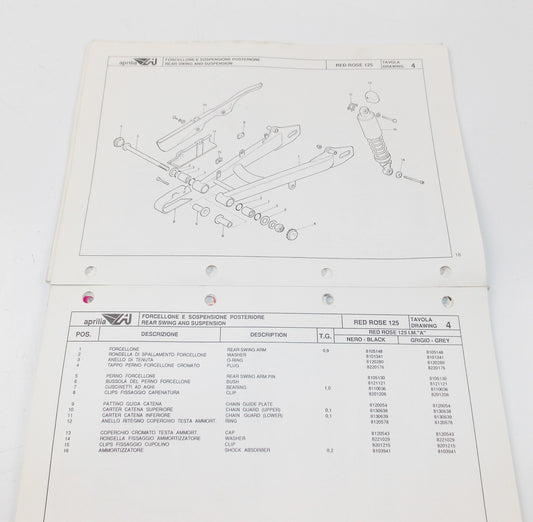 aprilia
FORCELLONE E SOSPENSIONE POSTERIORE
REAR SWING AND SUSPENSION
RED ROSE 125
TAVOLA
DRAWING 4
aprilia
FORCELLONE E SOSPENSIONE POSTERIORE
REAR SWING AND SUSPENSION
RED ROSE 125
TAVOLA
DRAWING 4
POS. DESCRIZIONE DESCRIPTION T.G. RED ROSE 125 I.M."A"
NERO - BLACK GRIGIO - GREY
1 FORCELLONE REAR SWING ARM 0,9 8105148 8105148
2 RONDELLA DI SPALLAMENTO FORCELLONE WASHER 8101341 8101341
3 ANELLO DI TENUTA O-RING 8120280 8120280
4 TAPPO PERNO FORCELLONE CROMATO PLUG 8220176 8220176
5 PERNO FORCELLONE REAR SWING ARM PIN 8105130 8105130
6 BUSSOLA DEL PERNO FORCELLONE BUSH 8121121 8121121
7 CUSCINETTI AD AGHI BEARING 1,0 8110036 8110036
8 CLIPS FISSAGGIO CARENATURA CLIP 8201206 8201206
9 PATTINO GUIDA CATENA CHAIN GUIDE PLATE 8120054 8120054
10 CARTER CATENA SUPERIORE CHAIN GUARD (UPPER) 0,1 8130638 8130638
11 CARTER CATENA INFERIORE CHAIN GUARD (LOWER) 0,1 8130639 8130639
12 ANELLO RITEGNO COPERCHIO TESTA AMMORT. RING 8120578 8120578
13 COPERCHIO CROMATO TESTA AMMORT. CAP 8120543 8120543
14 RONDELLA FISSAGGIO AMMORTIZZATORE WASHER 8221029 8221029
15 CLIPS FISSAGGIO CUPOLINO CLIP 8201215 8201215
16 AMMORTIZZATORE SHOCK ABSORBER 0,2 8103941 8103941